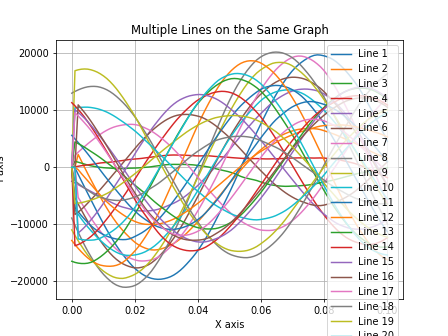 Multiple Lines on the Same Graph
20000
10000
0
−10000
−20000
0.00 0.02 0.04 0.06
X axis
axis
Line 1
Line 2
Line 3
Line 4
Line 5
Line 6
Line 7
Line 8
Line 9
Line 10
Line 11
Line 12
Line 13
Line 14
Line 15
Line 16
Line 17
Line 18
Line 19
Line 20